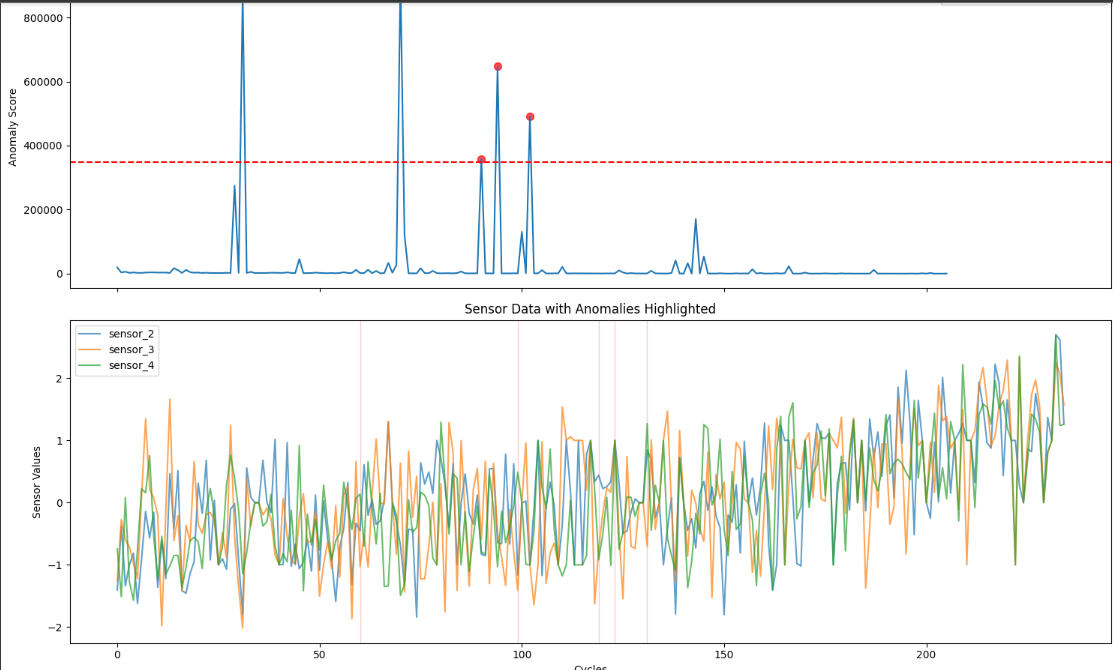 800000
600000
400000
200000
0
Anomaly Score
Sensor Data with Anomalies Highlighted
sensor_2
sensor_3
sensor_4
2
1
0
−1
−2
Sensor Values
0 50 100 150 200
Cycles